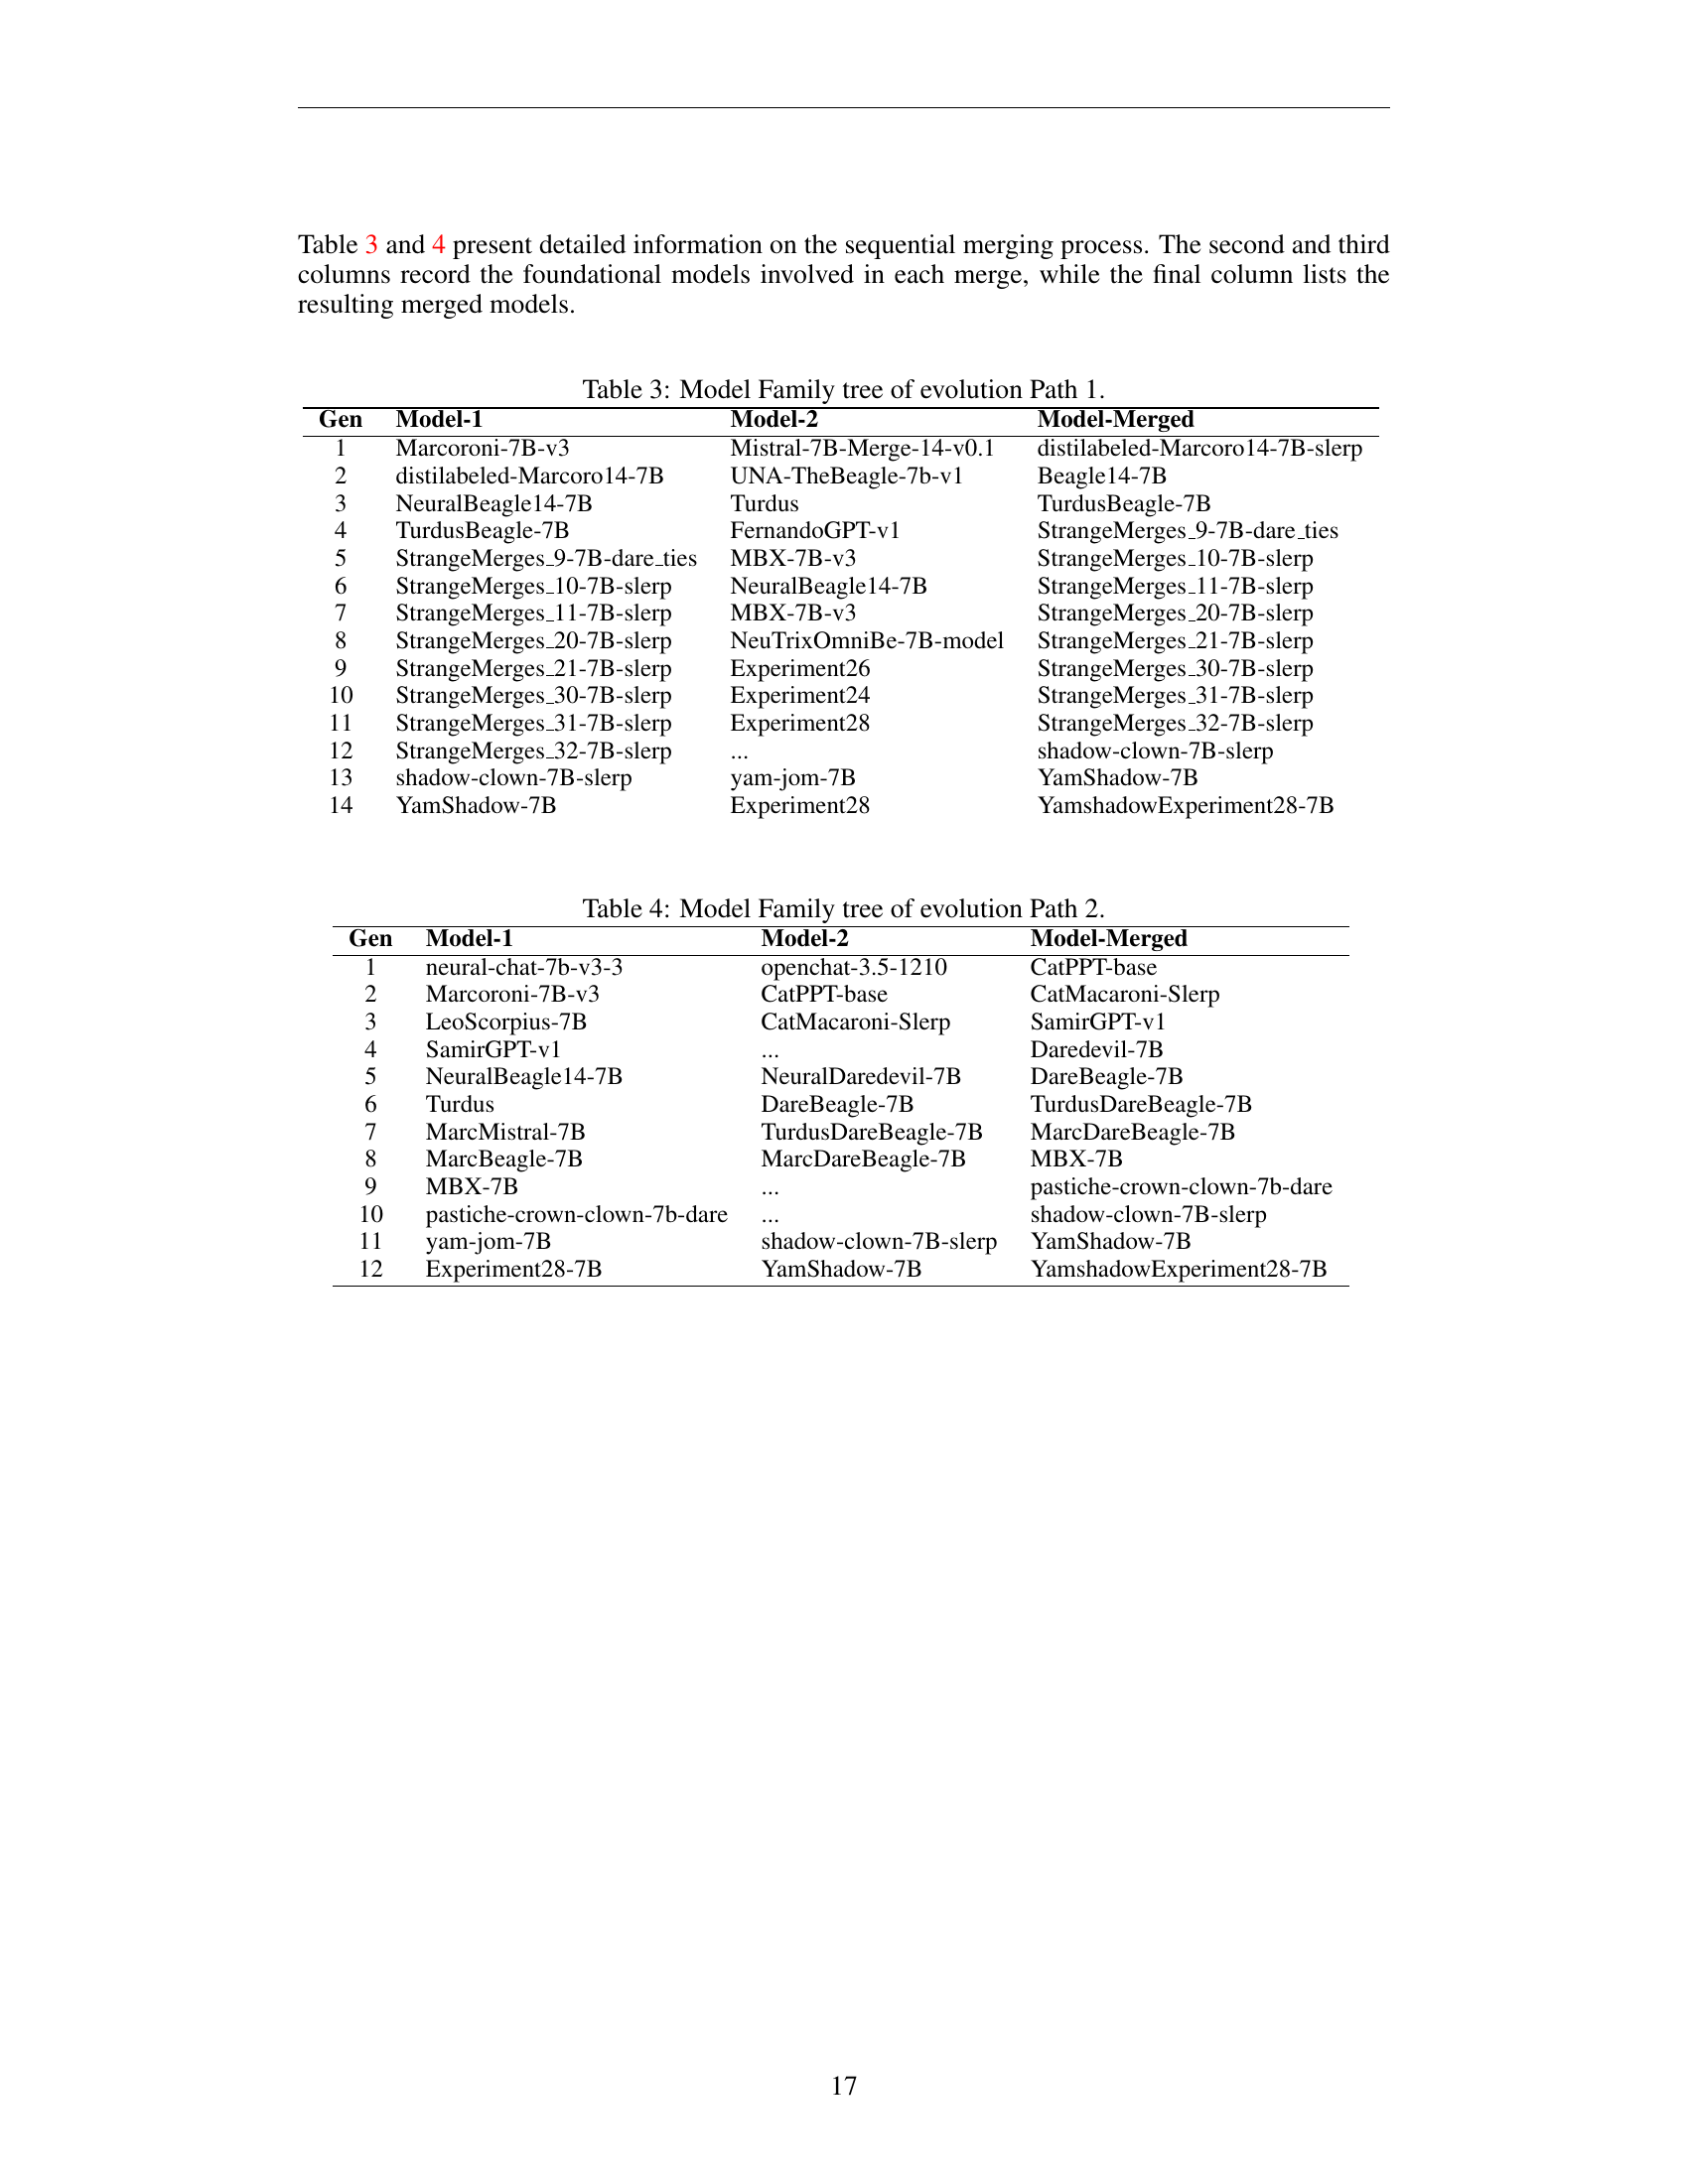 Table 3 and 4 present detailed information on the sequential merging process. The second and third
columns record the foundational models involved in each merge, while the final column lists the
resulting merged models.
Table 3: Model Family tree of evolution Path 1.
Gen Model-1 Model-2 Model-Merged
1 Marcoroni-7B-v3 Mistral-7B-Merge-14-v0.1 distilabeled-Marcoro14-7B-slerp
2 distilabeled-Marcoro14-7B UNA-TheBeagle-7b-v1 Beagle14-7B
3 NeuralBeagle14-7B Turdus TurdusBeagle-7B
4 TurdusBeagle-7B FernandoGPT-v1 StrangeMerges_9-7B-dare_ties
5 StrangeMerges_9-7B-dare_ties MBX-7B-v3 StrangeMerges_10-7B-slerp
6 StrangeMerges_10-7B-slerp NeuralBeagle14-7B StrangeMerges_11-7B-slerp
7 StrangeMerges_11-7B-slerp MBX-7B-v3 StrangeMerges_20-7B-slerp
8 StrangeMerges_20-7B-slerp NeuTrixOmniBe-7B-model StrangeMerges_21-7B-slerp
9 StrangeMerges_21-7B-slerp Experiment26 StrangeMerges_30-7B-slerp
10 StrangeMerges_30-7B-slerp Experiment24 StrangeMerges_31-7B-slerp
11 StrangeMerges_31-7B-slerp Experiment28 StrangeMerges_32-7B-slerp
12 StrangeMerges_32-7B-slerp ... shadow-clown-7B-slerp
13 shadow-clown-7B-slerp yam-jom-7B YamShadow-7B
14 YamShadow-7B Experiment28 YamshadowExperiment28-7B
Table 4: Model Family tree of evolution Path 2.
Gen Model-1 Model-2 Model-Merged
1 neural-chat-7b-v3-3 openchat-3.5-1210 CatPPT-base
2 Marcoroni-7B-v3 CatPPT-base CatMacaroni-Slerp
3 LeoScorpius-7B CatMacaroni-Slerp SamirGPT-v1
4 SamirGPT-v1 ... Daredevil-7B
5 NeuralBeagle14-7B NeuralDaredevil-7B DareBeagle-7B
6 Turdus DareBeagle-7B TurdusDareBeagle-7B
7 MarcMistral-7B TurdusDareBeagle-7B MarcDareBeagle-7B
8 MarcBeagle-7B MarcDareBeagle-7B MBX-7B
9 MBX-7B ... pastiche-crown-clown-7b-dare
10 pastiche-crown-clown-7b-dare ... shadow-clown-7B-slerp
11 yam-jom-7B shadow-clown-7B-slerp YamShadow-7B
12 Experiment28-7B YamShadow-7B YamshadowExperiment28-7B
17